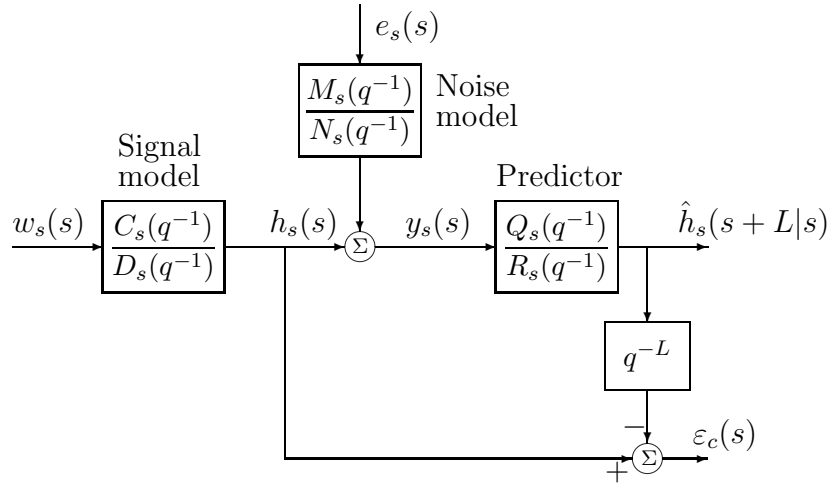 e_s(s)
M_s(q^{-1})
N_s(q^{-1})
Noise
model
Signal
model
Predictor
w_s(s)
C_s(q^{-1})
D_s(q^{-1})
h_s(s)
Σ
y_s(s)
Q_s(q^{-1})
R_s(q^{-1})
ĥ_s(s + L|s)
q^{-L}
−
ε_c(s)
+
Σ